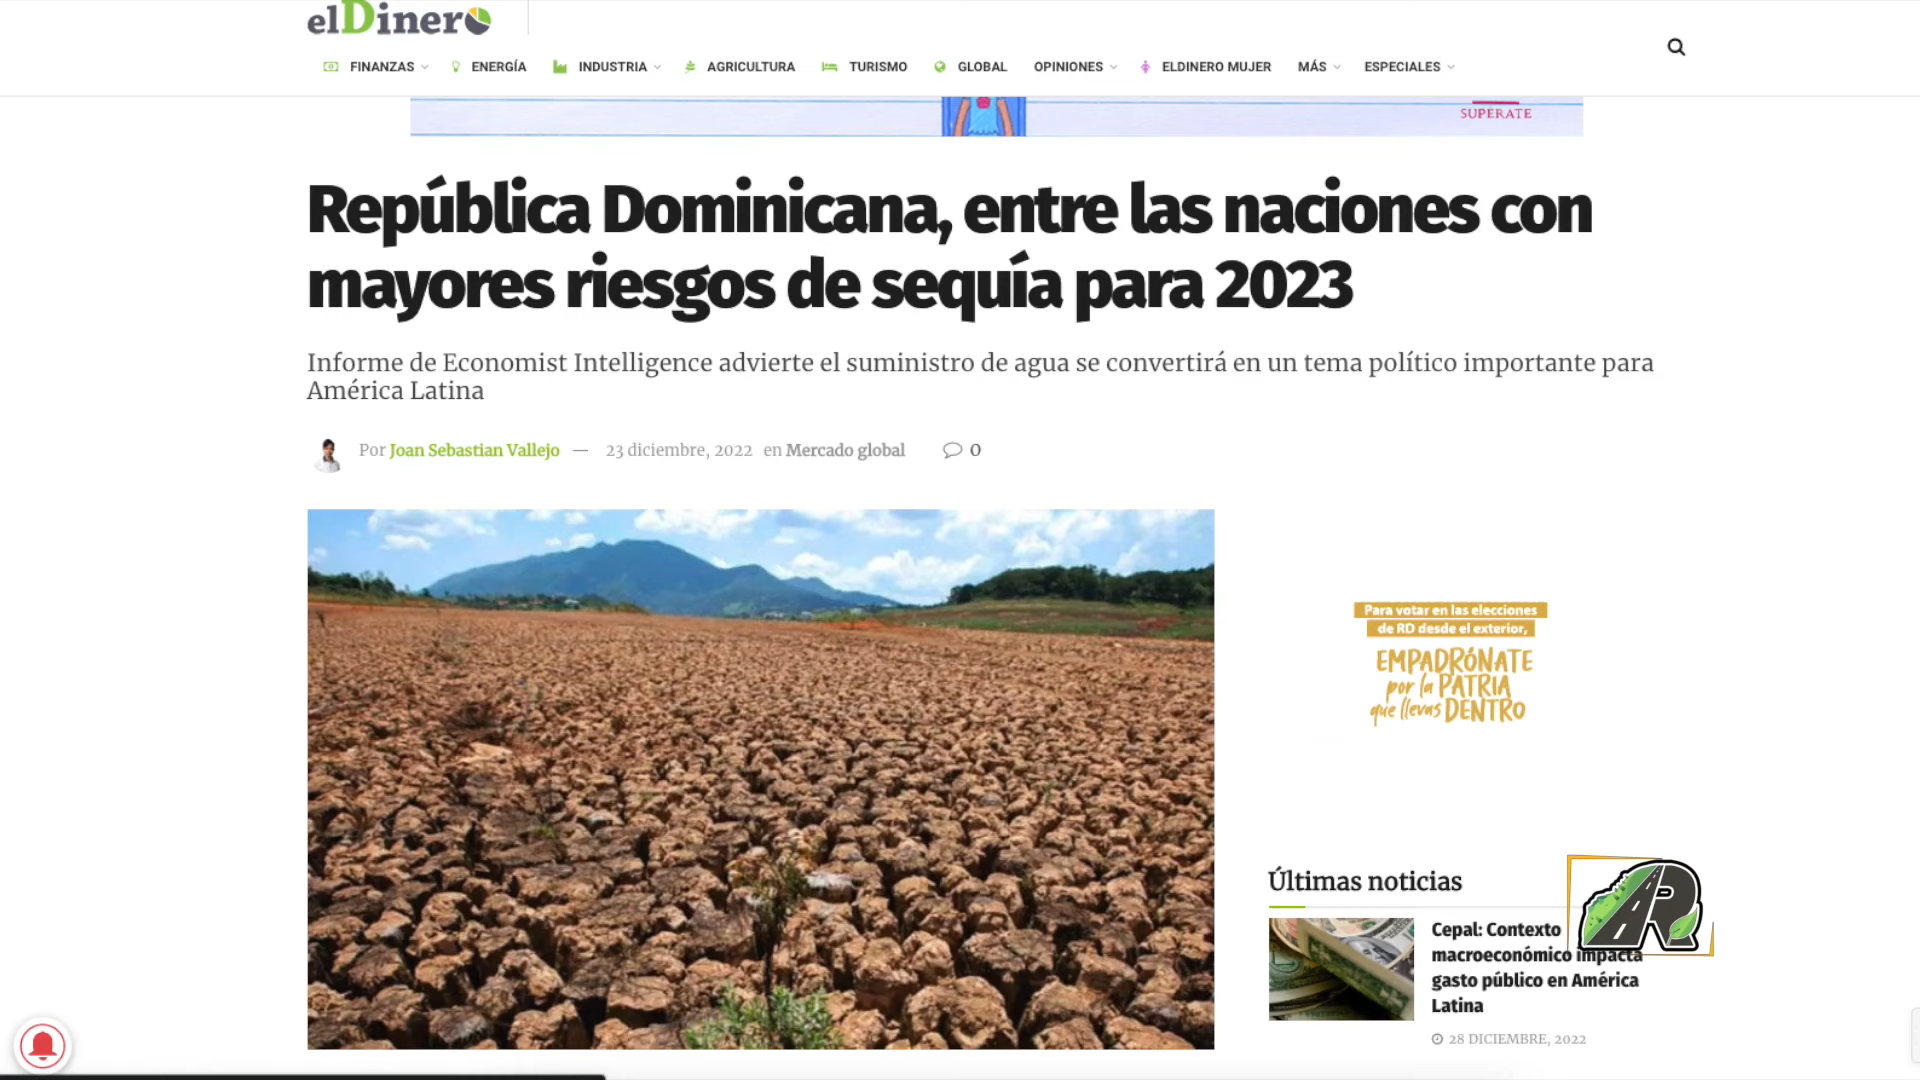 elDinero
FINANZAS
ENERGÍA
INDUSTRIA
AGRICULTURA
TURISMO
GLOBAL
OPINIONES
ELDINERO MUJER
MÁS
ESPECIALES
SUPÉRATE
República Dominicana, entre las naciones con
mayores riesgos de sequía para 2023
Informe de Economist Intelligence advierte el suministro de agua se convertirá en un tema político importante para
América Latina
Por Joan Sebastian Vallejo — 23 diciembre, 2022 en Mercado global 0
Para votar en las elecciones
de RD desde el exterior,
EMPADRÓNATE
por la PATRIA
que llevas DENTRO
Últimas noticias
R
Cepal: Contexto
macroeconómico impacta
gasto público en América
Latina
28 DICIEMBRE, 2022